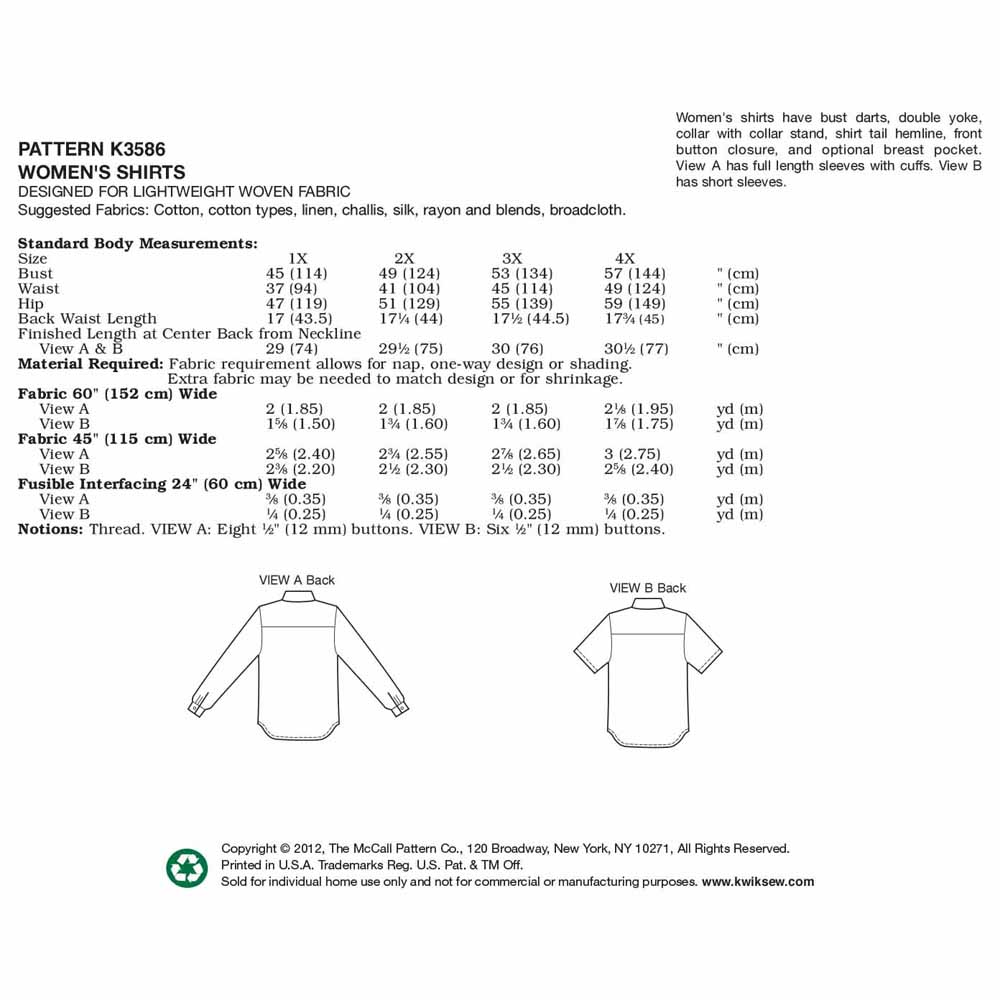 Women's shirts have bust darts, double yoke,
collar with collar stand, shirt tail hemline, front
button closure, and optional breast pocket.
View A has full length sleeves with cuffs. View B
has short sleeves.
PATTERN K3586
WOMEN'S SHIRTS
DESIGNED FOR LIGHTWEIGHT WOVEN FABRIC
Suggested Fabrics: Cotton, cotton types, linen, challis, silk, rayon and blends, broadcloth.
Standard Body Measurements:
Size 1X 2X 3X 4X
Bust 45 (114) 49 (124) 53 (134) 57 (144) " (cm)
Waist 37 (94) 41 (104) 45 (114) 49 (124) " (cm)
Hip 47 (119) 51 (129) 55 (139) 59 (149) " (cm)
Back Waist Length 17 (43.5) 17¼ (44) 17½ (44.5) 17¾ (45) " (cm)
Finished Length at Center Back from Neckline
View A & B 29 (74) 29½ (75) 30 (76) 30½ (77) " (cm)
Material Required: Fabric requirement allows for nap, one-way design or shading.
Extra fabric may be needed to match design or for shrinkage.
Fabric 60" (152 cm) Wide
View A 2 (1.85) 2 (1.85) 2 (1.85) 2⅛ (1.95) yd (m)
View B 1⅝ (1.50) 1¾ (1.60) 1¾ (1.60) 1⅞ (1.75) yd (m)
Fabric 45" (115 cm) Wide
View A 2⅝ (2.40) 2¾ (2.55) 2⅞ (2.65) 3 (2.75) yd (m)
View B 2⅜ (2.20) 2½ (2.30) 2½ (2.30) 2⅝ (2.40) yd (m)
Fusible Interfacing 24" (60 cm) Wide
View A ⅜ (0.35) ⅜ (0.35) ⅜ (0.35) ⅜ (0.35) yd (m)
View B ¼ (0.25) ¼ (0.25) ¼ (0.25) ¼ (0.25) yd (m)
Notions: Thread. VIEW A: Eight ½" (12 mm) buttons. VIEW B: Six ½" (12 mm) buttons.
VIEW A Back
VIEW B Back
Copyright © 2012, The McCall Pattern Co., 120 Broadway, New York, NY 10271, All Rights Reserved.
Printed in U.S.A. Trademarks Reg. U.S. Pat. & TM Off.
Sold for individual home use only and not for commercial or manufacturing purposes. www.kwiksew.com